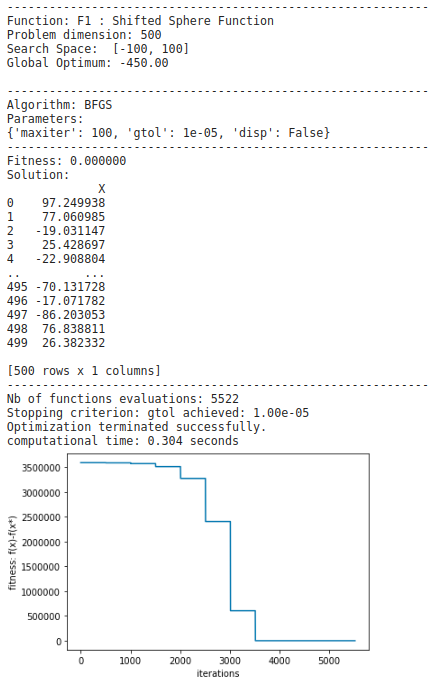 ------------------------------------------------------------
Function: F1 : Shifted Sphere Function
Problem dimension: 500
Search Space:  [-100, 100]
Global Optimum: -450.00
------------------------------------------------------------
Algorithm: BFGS
Parameters:
{'maxiter': 100, 'gtol': 1e-05, 'disp': False}
------------------------------------------------------------
Fitness: 0.000000
Solution:
X
0    97.249938
1    77.060985
2   -19.031147
3    25.428697
4   -22.908804
..         ...
495 -70.131728
496 -17.071782
497 -86.203053
498  76.838811
499  26.382332
[500 rows x 1 columns]
------------------------------------------------------------
Nb of functions evaluations: 5522
Stopping criterion: gtol achieved: 1.00e-05
Optimization terminated successfully.
computational time: 0.304 seconds
fitness: f(x)-f(x*)
3500000
3000000
2500000
2000000
1500000
1000000
500000
0
0 1000 2000 3000 4000 5000
iterations